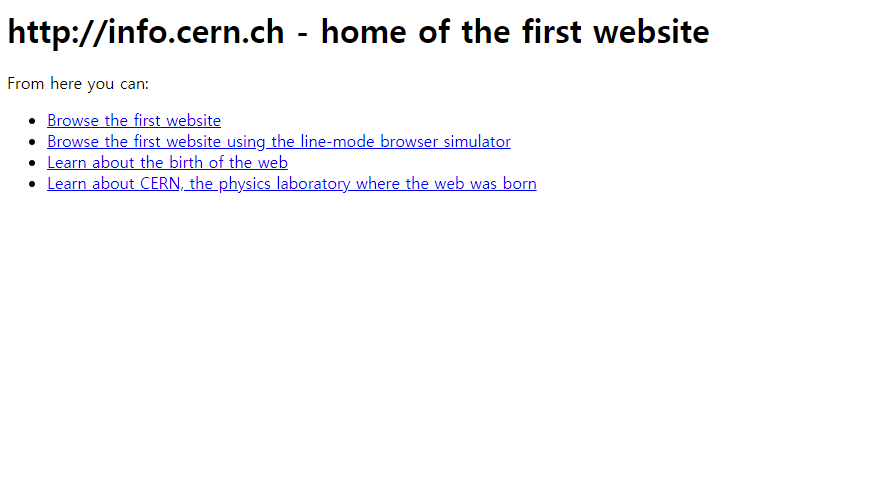 http://info.cern.ch - home of the first website
From here you can:
Browse the first website
Browse the first website using the line-mode browser simulator
Learn about the birth of the web
Learn about CERN, the physics laboratory where the web was born